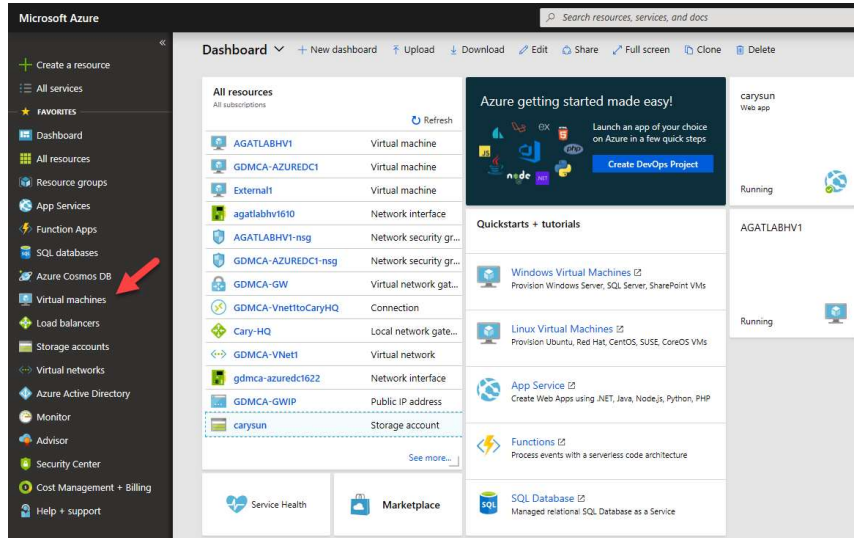 Microsoft Azure
Search resources, services, and docs
«
Create a resource
All services
FAVORITES
Dashboard
All resources
Resource groups
App Services
Function Apps
SQL databases
Azure Cosmos DB
Virtual machines
Load balancers
Storage accounts
Virtual networks
Azure Active Directory
Monitor
Advisor
Security Center
Cost Management + Billing
Help + support
Dashboard
New dashboard Upload Download Edit Share Full screen Clone Delete
All resources
All subscriptions
Refresh
AGATLABHV1 Virtual machine
GDMCA-AZUREDC1 Virtual machine
External1 Virtual machine
agatlabhv1610 Network interface
AGATLABHV1-nsg Network security gr...
GDMCA-AZUREDC1-nsg Network security gr...
GDMCA-GW Virtual network gat...
GDMCA-Vnet1toCaryHQ Connection
Cary-HQ Local network gate...
GDMCA-VNet1 Virtual network
gdmca-azuredc1622 Network interface
GDMCA-GWIP Public IP address
carysun Storage account
See more...
Service Health
Marketplace
Azure getting started made easy!
Launch an app of your choice
on Azure in a few quick steps
Create DevOps Project
EX
JS
php
node
.NET
Quickstarts + tutorials
Windows Virtual Machines
Provision Windows Server, SQL Server, SharePoint VMs
Linux Virtual Machines
Provision Ubuntu, Red Hat, CentOS, SUSE, CoreOS VMs
App Service
Create Web Apps using .NET, Java, Node.js, Python, PHP
Functions
Process events with a serverless code architecture
SQL
SQL Database
Managed relational SQL Database as a Service
carysun
Web app
Running
AGATLABHV1
Running